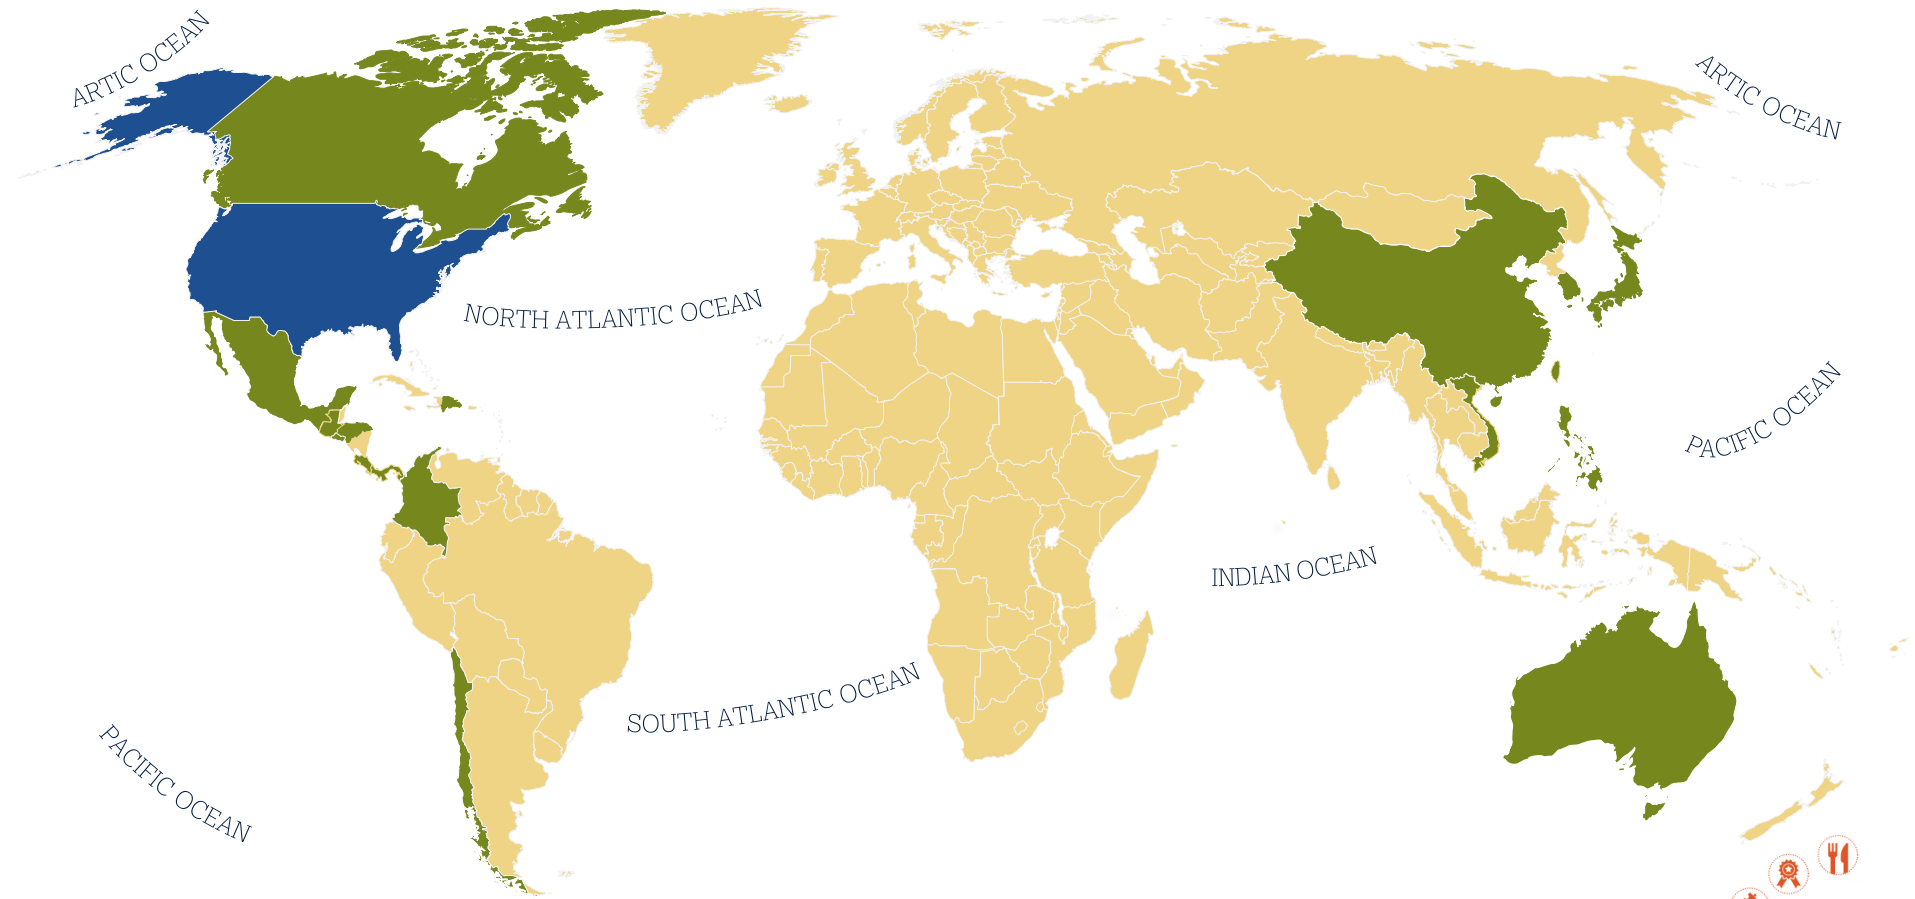 ARTIC OCEAN
ARTIC OCEAN
NORTH ATLANTIC OCEAN
PACIFIC OCEAN
INDIAN OCEAN
SOUTH ATLANTIC OCEAN
PACIFIC OCEAN